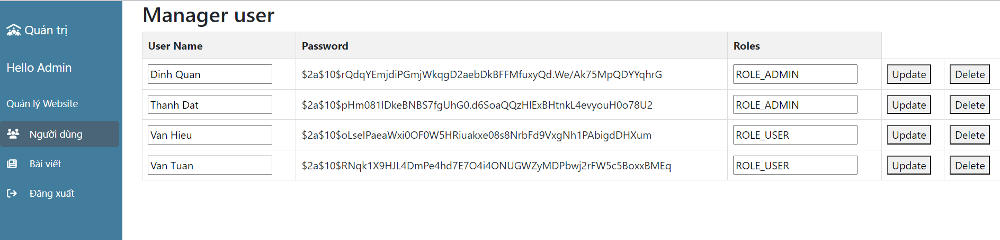 Manager user
Quản trị
Hello Admin
Quản lý Website
Người dùng
Bài viết
Đăng xuất
User Name Password Roles
Dinh Quan $2a$10$rQdqYEmjdiPGmjWkqgD2aebDkBFFMfuxyQd.We/Ak75MpQDYYqhrG ROLE_ADMIN Update Delete
Thanh Dat $2a$10$pHm081lDkeBNBS7fgUhG0.d6SoaQQzHlExBHtnkL4evyouH0o78U2 ROLE_ADMIN Update Delete
Van Hieu $2a$10$oLselPaeaWxi0OF0W5HRiuakxe08s8NrbFd9VxgNh1PAbigdDHXum ROLE_USER Update Delete
Van Tuan $2a$10$RNqk1X9HJL4DmPe4hd7E7O4i4ONUGWZyMDPbwj2rFW5c5BoxxBMEq ROLE_USER Update Delete